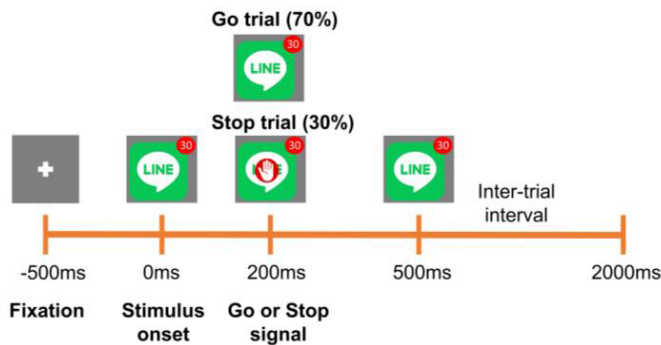 Go trial (70%)
30
LINE
Stop trial (30%)
30
LINE
30
30
LINE
Inter-trial
interval
-500ms
0ms
200ms
500ms
2000ms
Fixation
Stimulus
onset
Go or Stop
signal